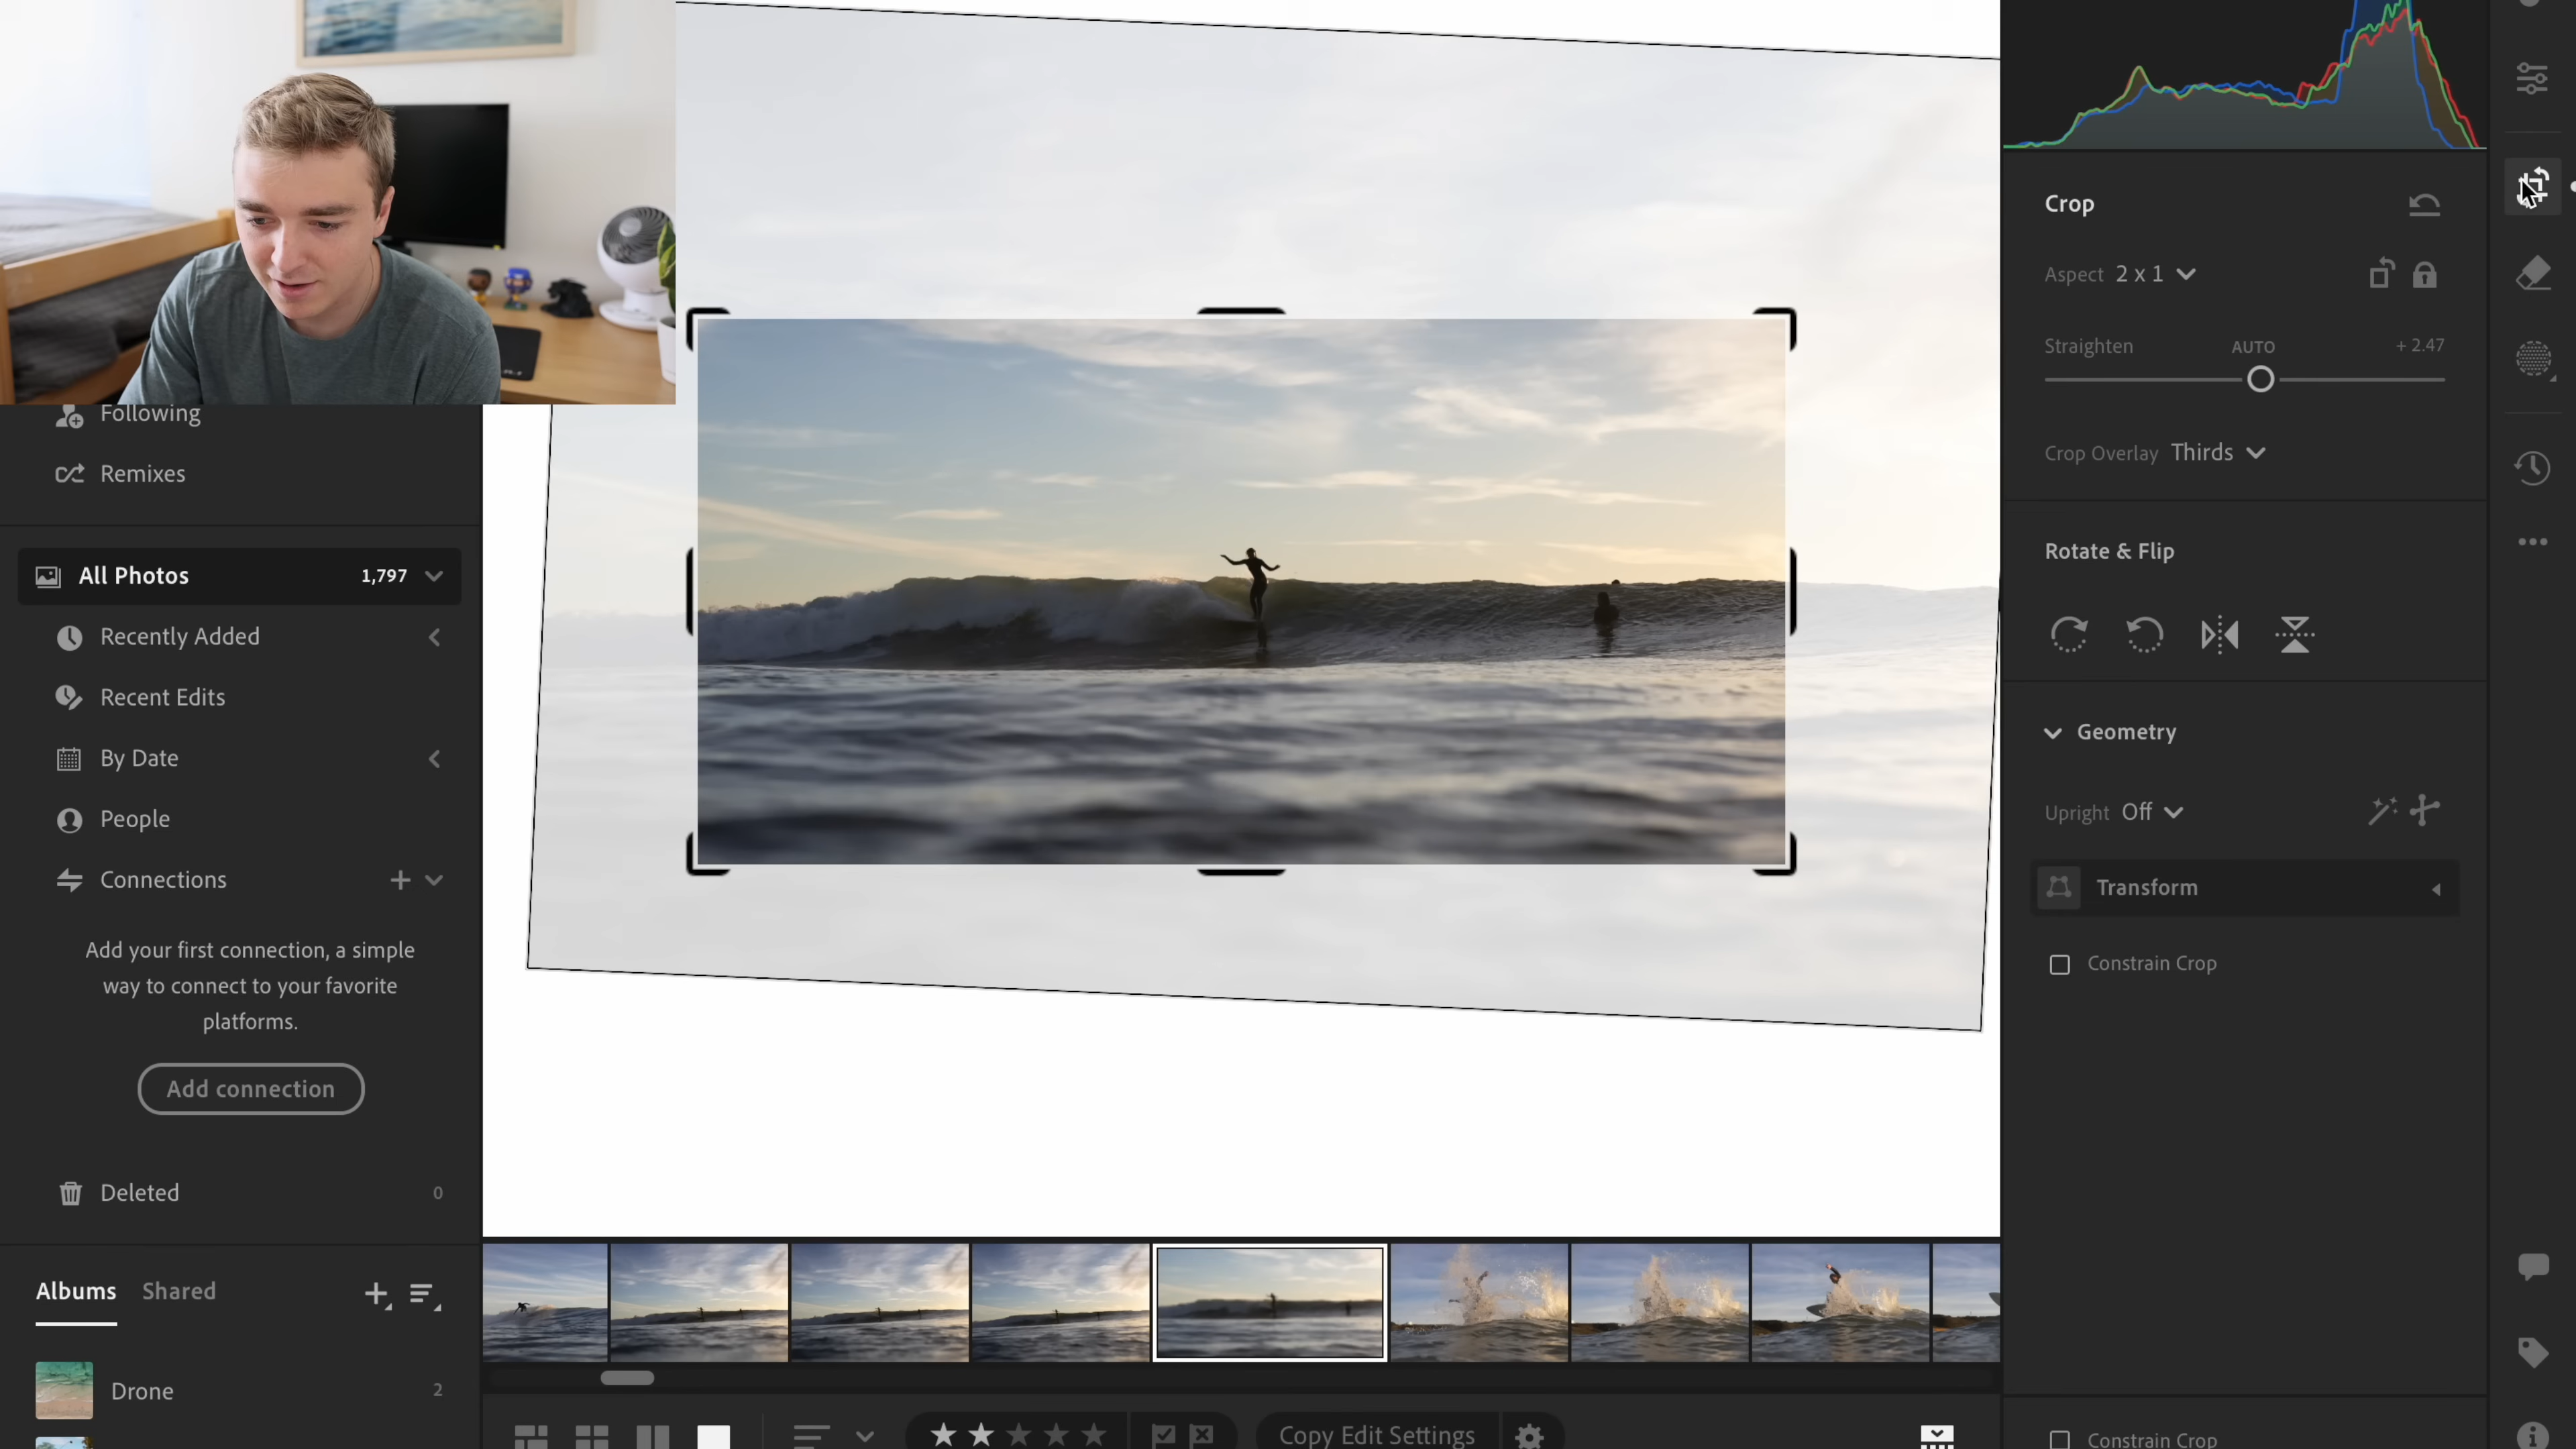 Following
Remixes
All Photos 1,797
Recently Added
Recent Edits
By Date
People
Connections
Add your first connection, a simple
way to connect to your favorite
platforms.
Add connection
Deleted 0
Albums Shared
Drone 2
Copy Edit Settings
Crop
Aspect 2 x 1
Straighten AUTO + 2.47
Crop Overlay Thirds
Rotate & Flip
Geometry
Upright Off
Transform
Constrain Crop
Constrain Crop